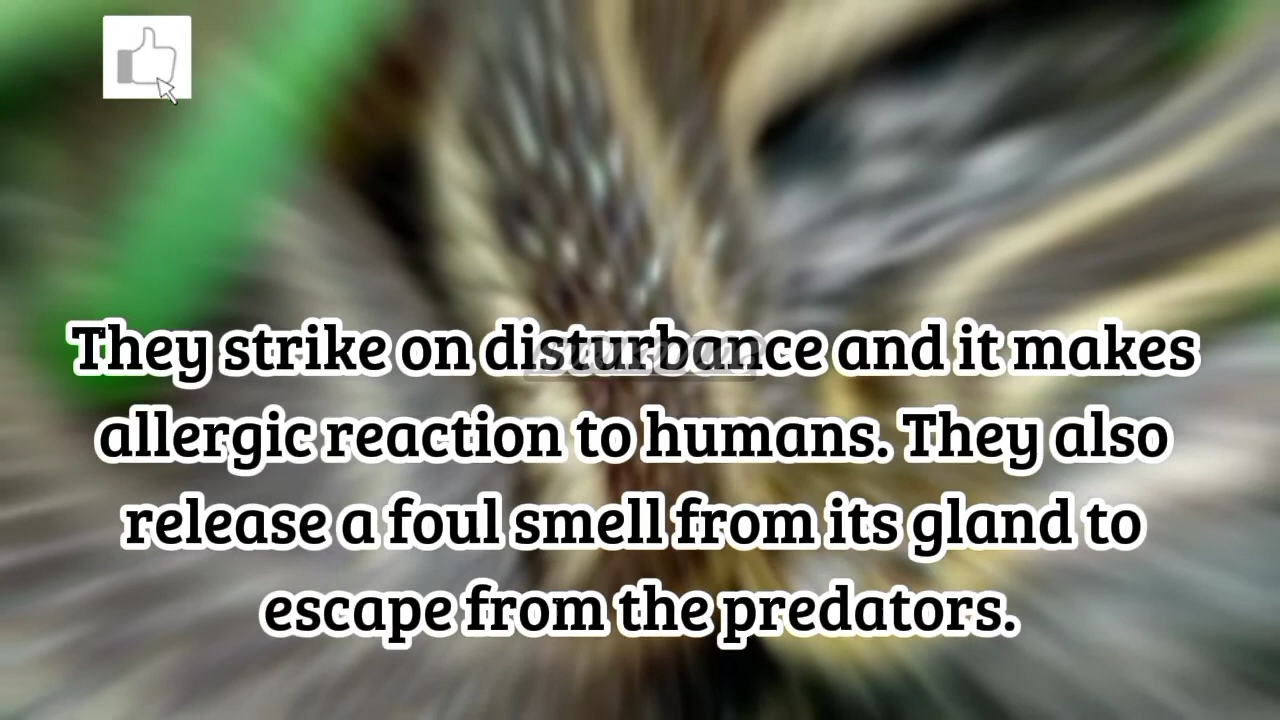 They strike on disturbance and it makes
allergic reaction to humans. They also
release a foul smell from its gland to
escape from the predators.